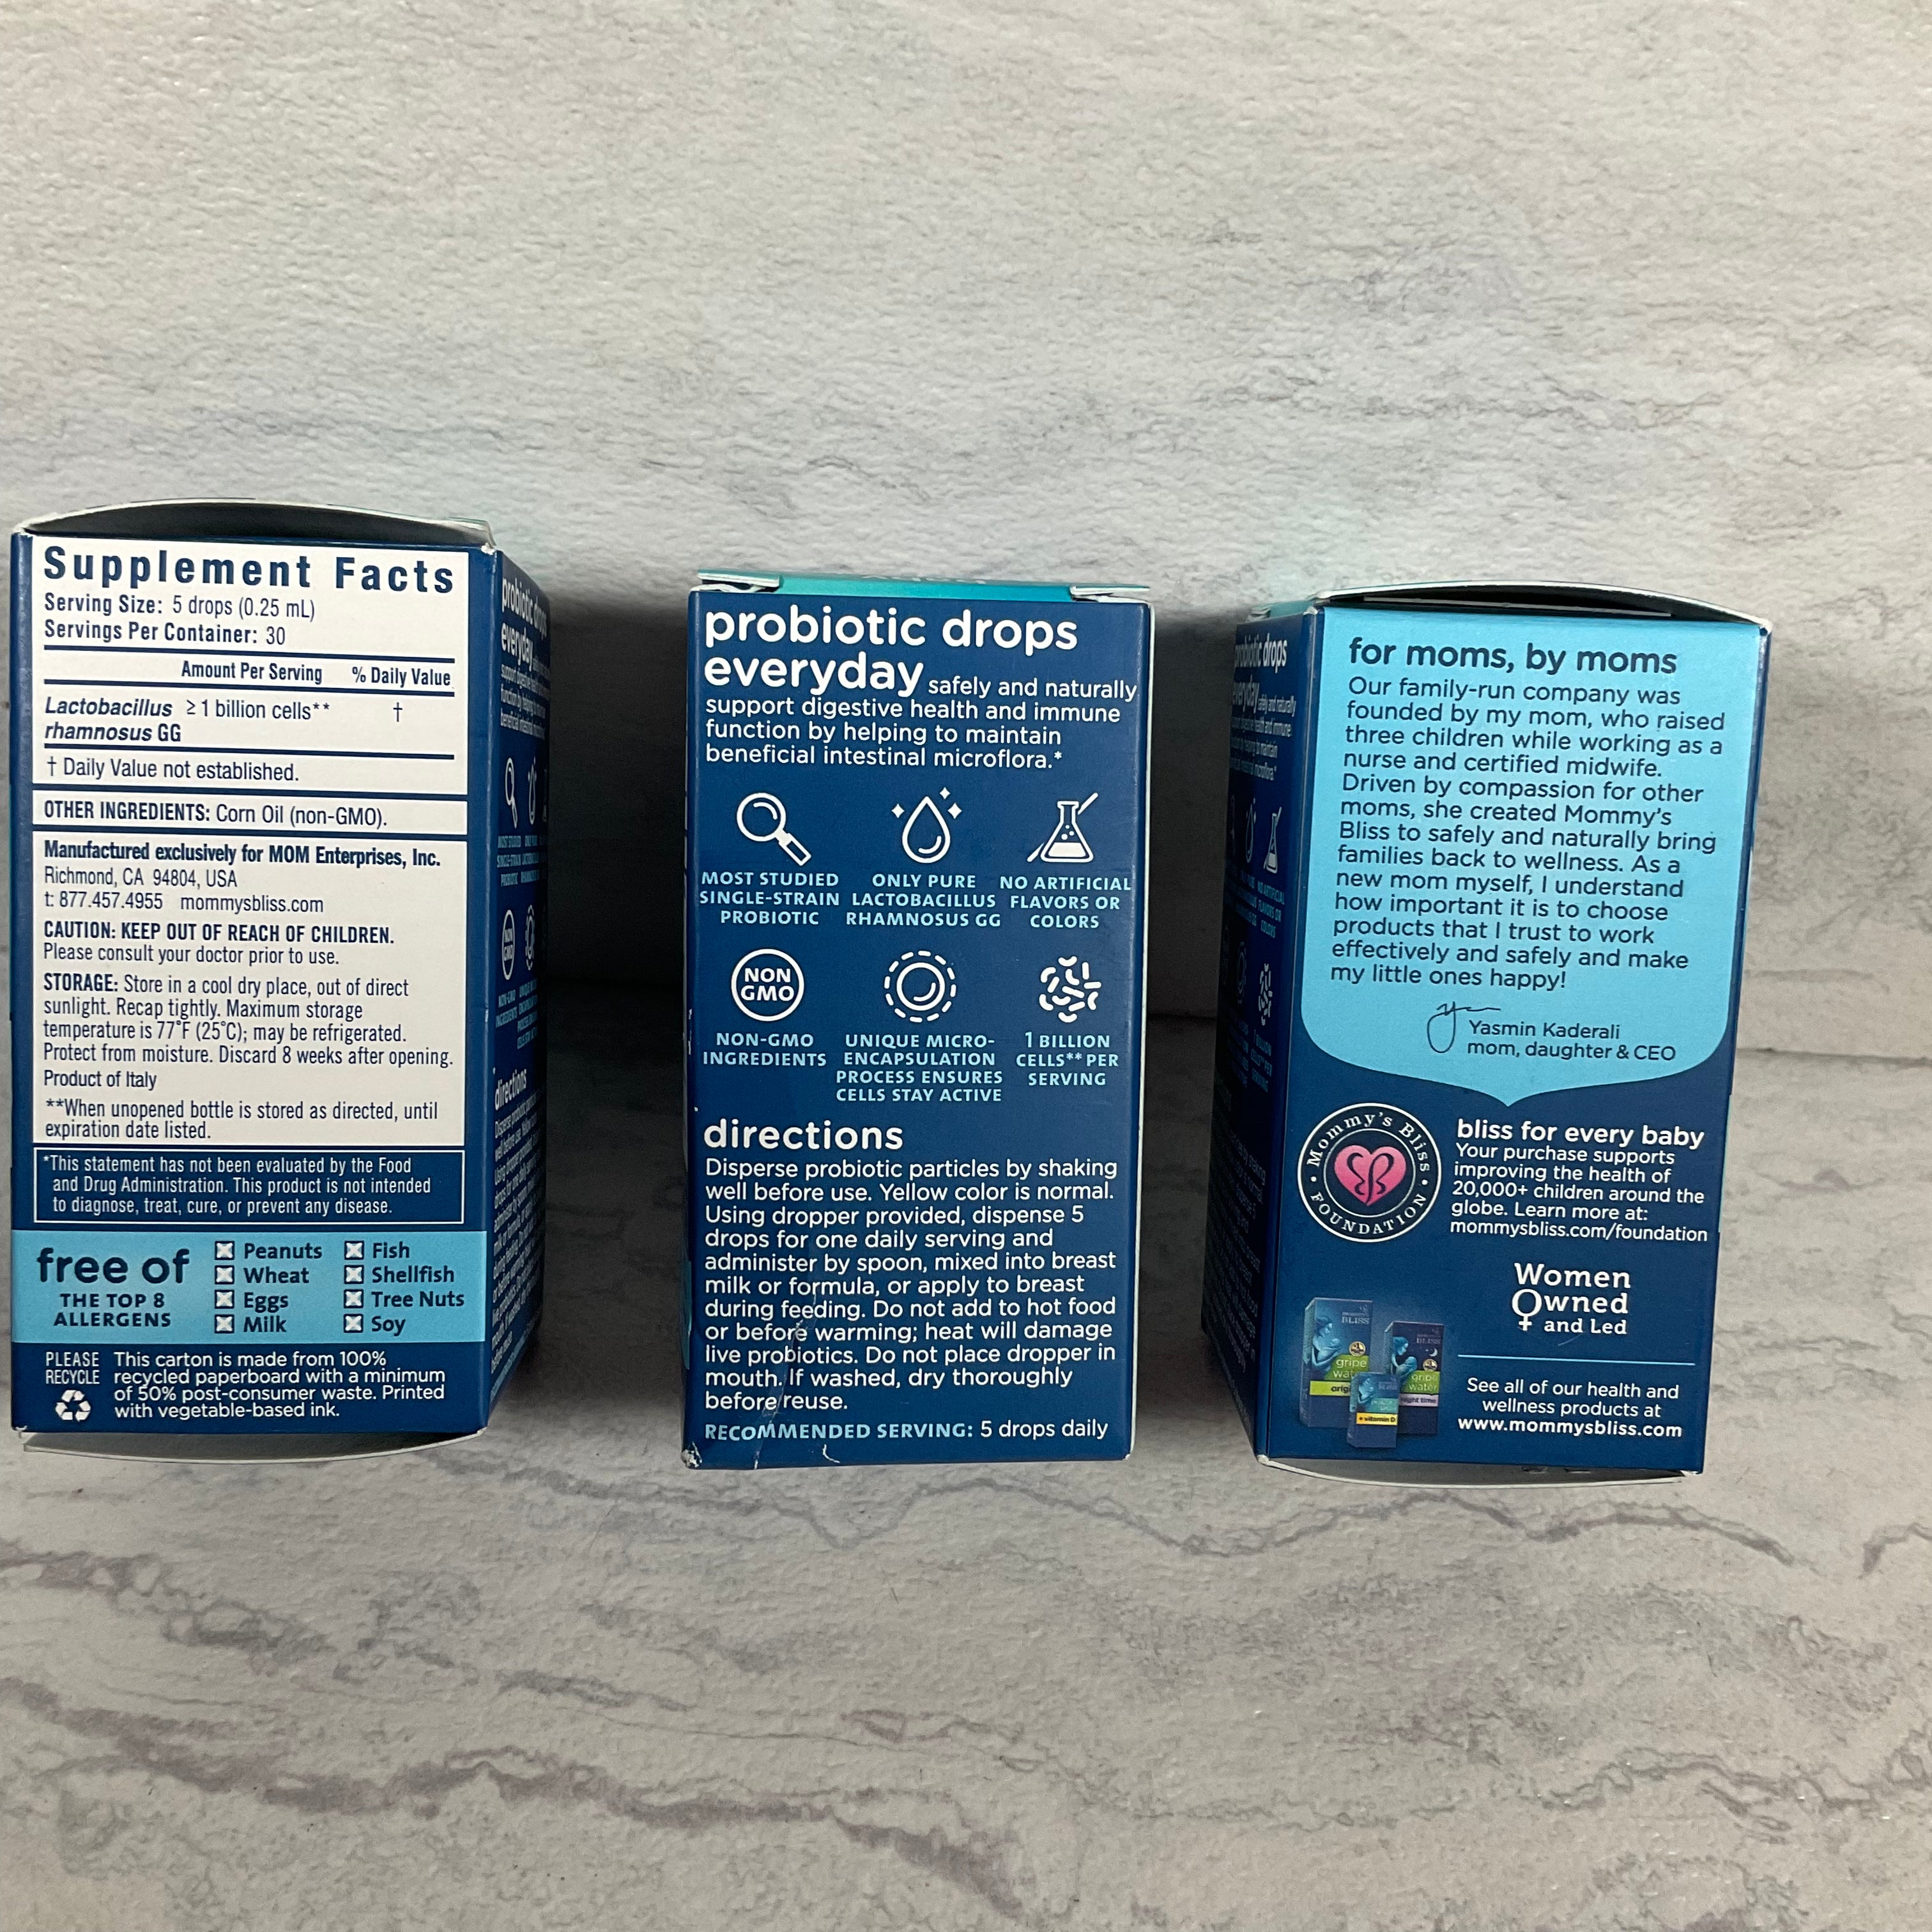 Supplement Facts
Serving Size: 5 drops (0.25 mL)
Servings Per Container: 30
Amount Per Serving % Daily Value
Lactobacillus ≥ 1 billion cells** †
rhamnosus GG
† Daily Value not established.
OTHER INGREDIENTS: Corn Oil (non-GMO).
Manufactured exclusively for MOM Enterprises, Inc.
Richmond, CA 94804, USA
t: 877.457.4955 mommysbliss.com
CAUTION: KEEP OUT OF REACH OF CHILDREN.
Please consult your doctor prior to use.
STORAGE: Store in a cool dry place, out of direct
sunlight. Recap tightly. Maximum storage
temperature is 77°F (25°C); may be refrigerated.
Protect from moisture. Discard 8 weeks after opening.
Product of Italy
**When unopened bottle is stored as directed, until
expiration date listed.
*This statement has not been evaluated by the Food
and Drug Administration. This product is not intended
to diagnose, treat, cure, or prevent any disease.
free of
THE TOP 8
ALLERGENS
Peanuts Fish
Wheat Shellfish
Eggs Tree Nuts
Milk Soy
PLEASE
RECYCLE
This carton is made from 100%
recycled paperboard with a minimum
of 50% post-consumer waste. Printed
with vegetable-based ink.
probiotic drops
everyday
directions
probiotic drops
everyday safely and naturally
support digestive health and immune
function by helping to maintain
beneficial intestinal microflora.*
MOST STUDIED
SINGLE-STRAIN
PROBIOTIC
ONLY PURE
LACTOBACILLUS
RHAMNOSUS GG
NO ARTIFICIAL
FLAVORS OR
COLORS
NON
GMO
NON-GMO
INGREDIENTS
UNIQUE MICRO-
ENCAPSULATION
PROCESS ENSURES
CELLS STAY ACTIVE
1 BILLION
CELLS** PER
SERVING
directions
Disperse probiotic particles by shaking
well before use. Yellow color is normal.
Using dropper provided, dispense 5
drops for one daily serving and
administer by spoon, mixed into breast
milk or formula, or apply to breast
during feeding. Do not add to hot food
or before warming; heat will damage
live probiotics. Do not place dropper in
mouth. If washed, dry thoroughly
before reuse.
RECOMMENDED SERVING: 5 drops daily
probiotic drops
everyday safely and naturally
for moms, by moms
Our family-run company was
founded by my mom, who raised
three children while working as a
nurse and certified midwife.
Driven by compassion for other
moms, she created Mommy's
Bliss to safely and naturally bring
families back to wellness. As a
new mom myself, I understand
how important it is to choose
products that I trust to work
effectively and safely and make
my little ones happy!
Yasmin Kaderali
mom, daughter & CEO
Mommy's Bliss
FOUNDATION
bliss for every baby
Your purchase supports
improving the health of
20,000+ children around the
globe. Learn more at:
mommysbliss.com/foundation
Women
Owned
and Led
BLISS
gripe
water
BLISS
gripe
water
night time
+ vitamin D
See all of our health and
wellness products at
www.mommysbliss.com